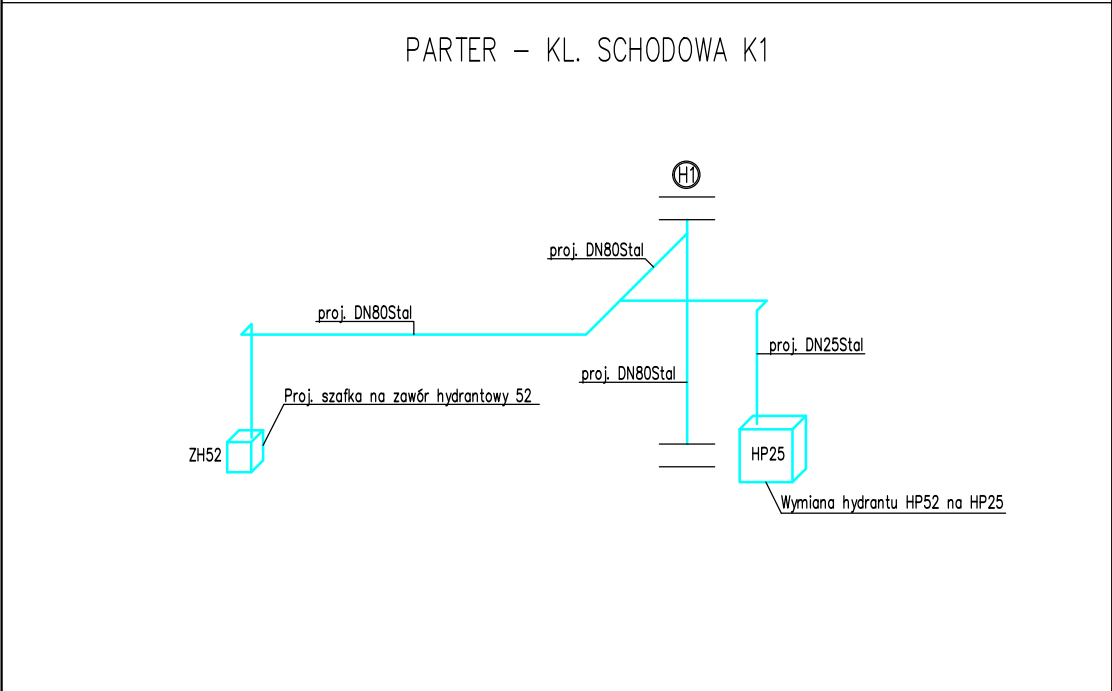 PARTER - KL. SCHODOWA K1
H1
proj. DN80Stal
proj. DN80Stal
proj. DN25Stal
proj. DN80Stal
Proj. szafka na zawór hydrantowy 52
ZH52
HP25
Wymiana hydrantu HP52 na HP25